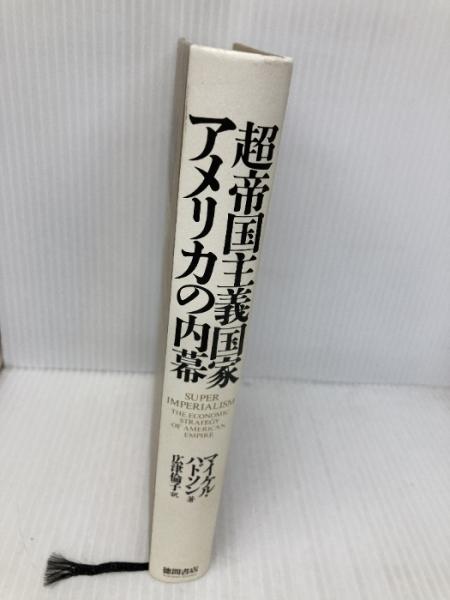 超帝国主義国家
アメリカの内幕
SUPER
IMPERIALISM
THE ECONOMIC
STRATEGY
OF AMERICAN
EMPIRE
マイケル・
ハドソン 著
広津倫子 訳
徳間書店